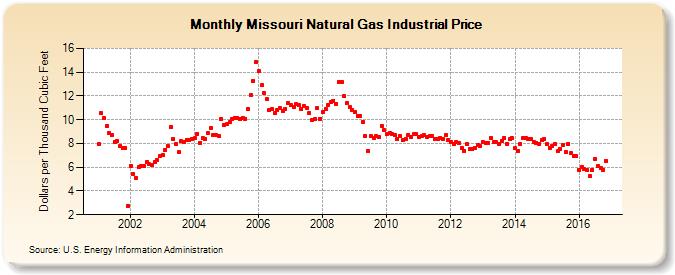 Monthly Missouri Natural Gas Industrial Price
Dollars per Thousand Cubic Feet
16
14
12
10
8
6
4
2
2002 2004 2006 2008 2010 2012 2014 2016
Source: U.S. Energy Information Administration